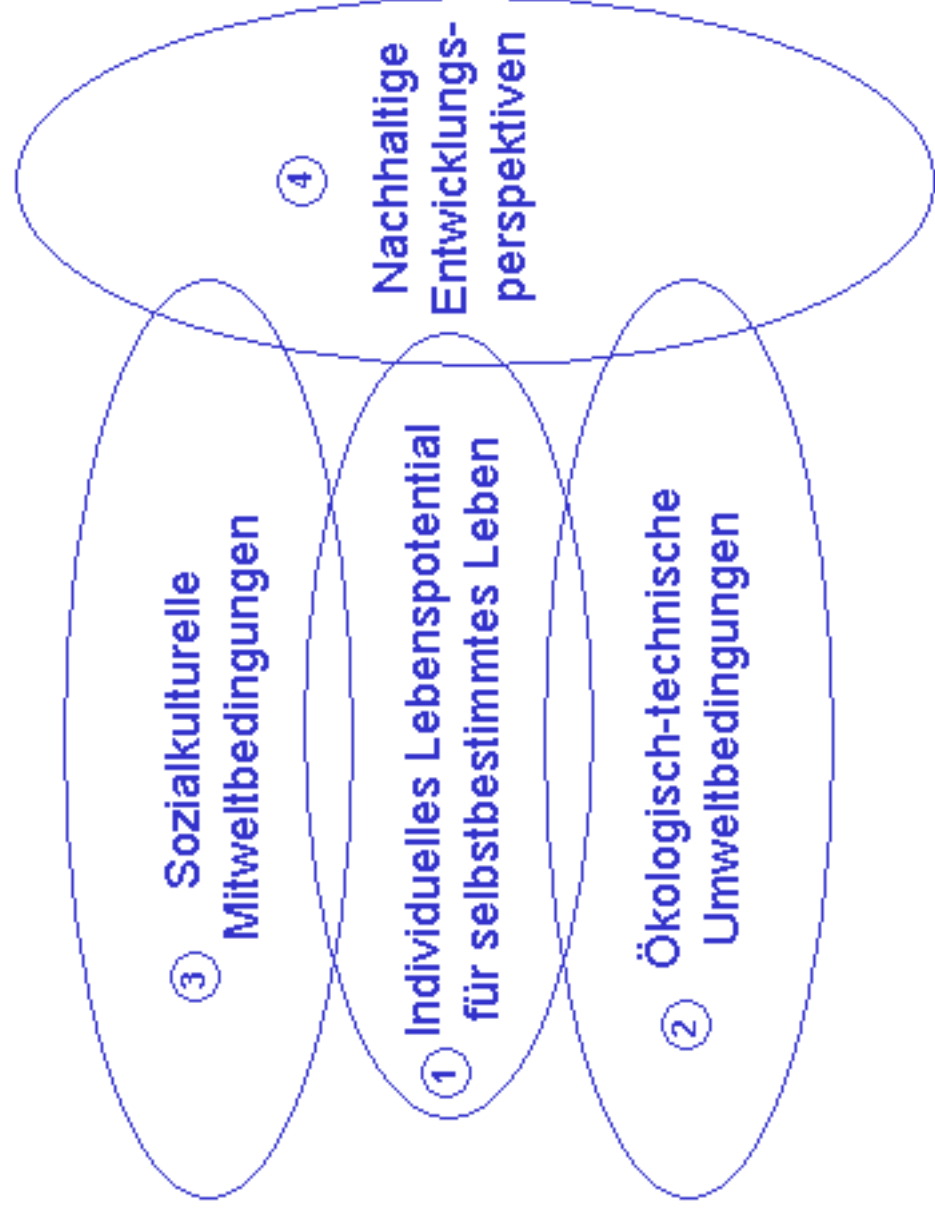 3
Sozialkulturelle
Mitweltbedingungen
1
Individuelles Lebenspotential
für selbstbestimmtes Leben
2
Ökologisch-technische
Umweltbedingungen
4
Nachhaltige
Entwicklungs-
perspektiven